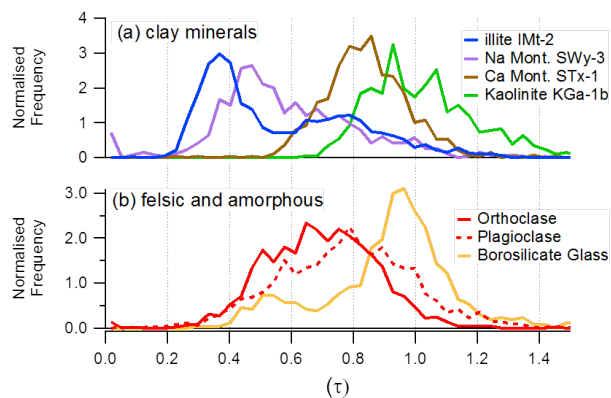 (a) clay minerals
illite IMt-2
Na Mont. SWy-3
Ca Mont. STx-1
Kaolinite KGa-1b
Normalised
Frequency
4
3
2
1
0
(b) felsic and amorphous
Orthoclase
Plagioclase
Borosilicate Glass
Normalised
Frequency
3.0
2.0
1.0
0.0
0.0 0.2 0.4 0.6 0.8 1.0 1.2 1.4
(τ)